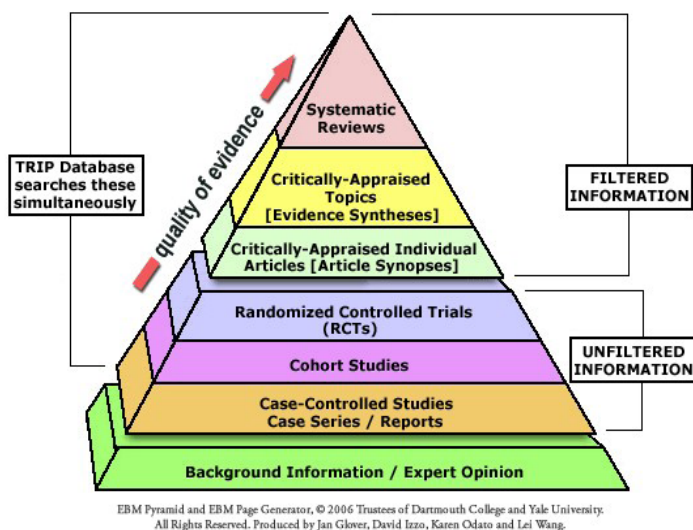 Systematic
Reviews
quality of evidence
TRIP Database
searches these
simultaneously
Critically-Appraised
Topics
[Evidence Syntheses]
FILTERED
INFORMATION
Critically-Appraised Individual
Articles [Article Synopses]
Randomized Controlled Trials
(RCTs)
UNFILTERED
INFORMATION
Cohort Studies
Case-Controlled Studies
Case Series / Reports
Background Information / Expert Opinion
EBM Pyramid and EBM Page Generator, © 2006 Trustees of Dartmouth College and Yale University.
All Rights Reserved. Produced by Jan Glover, David Izzo, Karen Odato and Lei Wang.